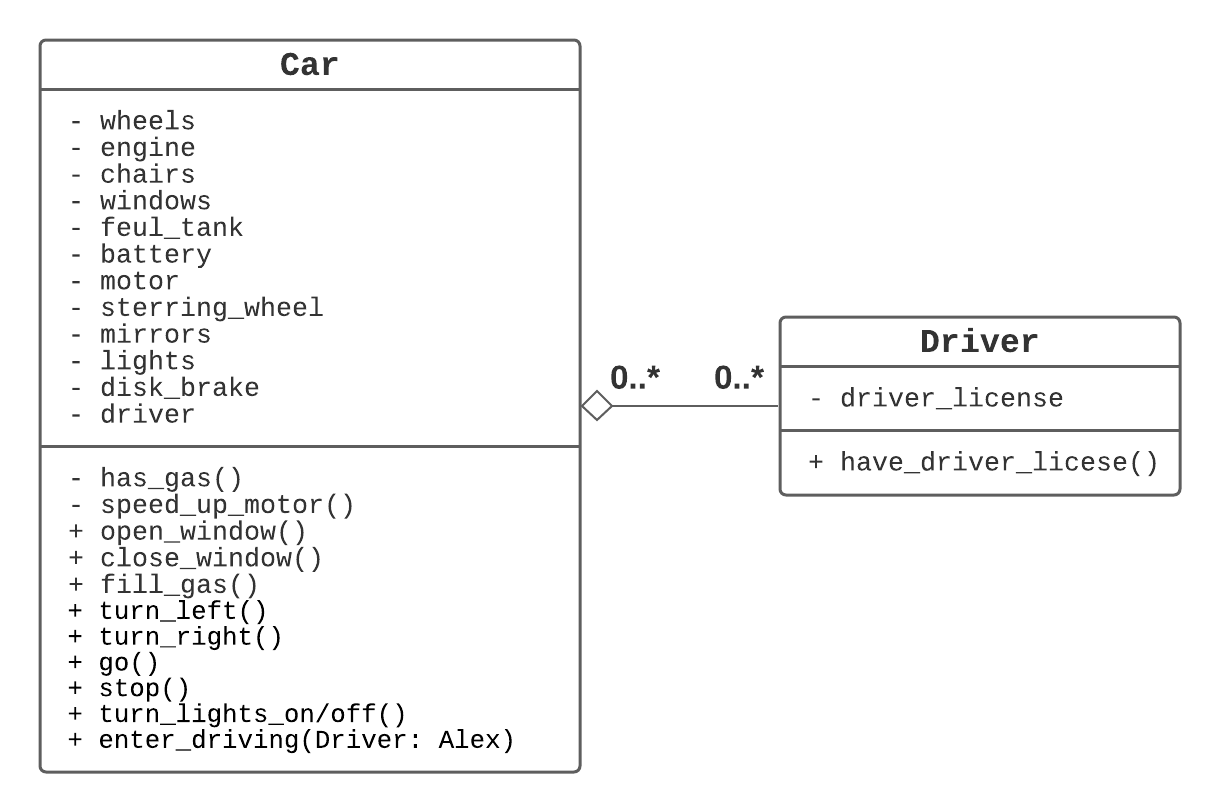 Car
- wheels
- engine
- chairs
- windows
- feul_tank
- battery
- motor
- sterring_wheel
- mirrors
- lights
- disk_brake
- driver
- has_gas()
- speed_up_motor()
+ open_window()
+ close_window()
+ fill_gas()
+ turn_left()
+ turn_right()
+ go()
+ stop()
+ turn_lights_on/off()
+ enter_driving(Driver: Alex)
0..* 0..*
Driver
- driver_license
+ have_driver_licese()